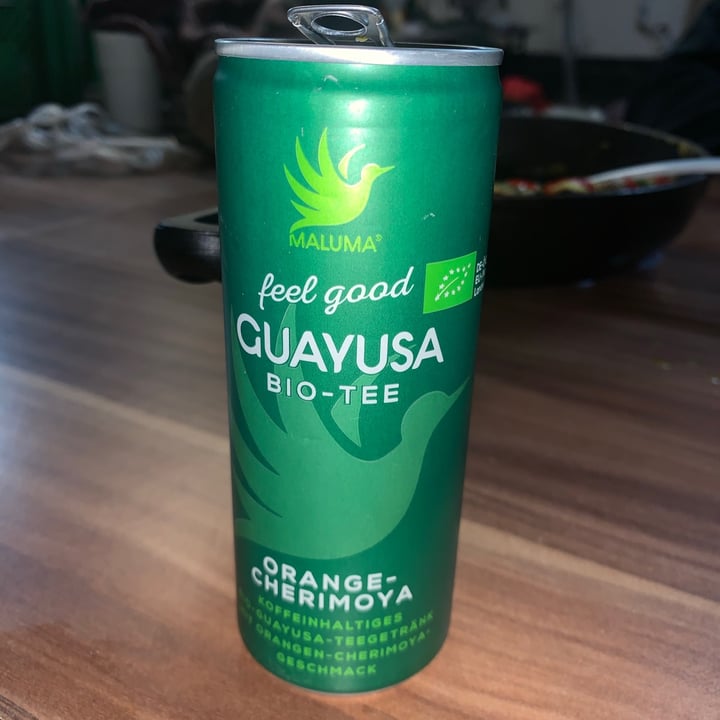 MALUMA®
feel good
GUAYUSA
BIO-TEE
ORANGE-
CHERIMOYA
KOFFEINHALTIGES
-GUAYUSA-TEEGETRÄNK
ORANGEN-CHERIMOYA-
GESCHMACK